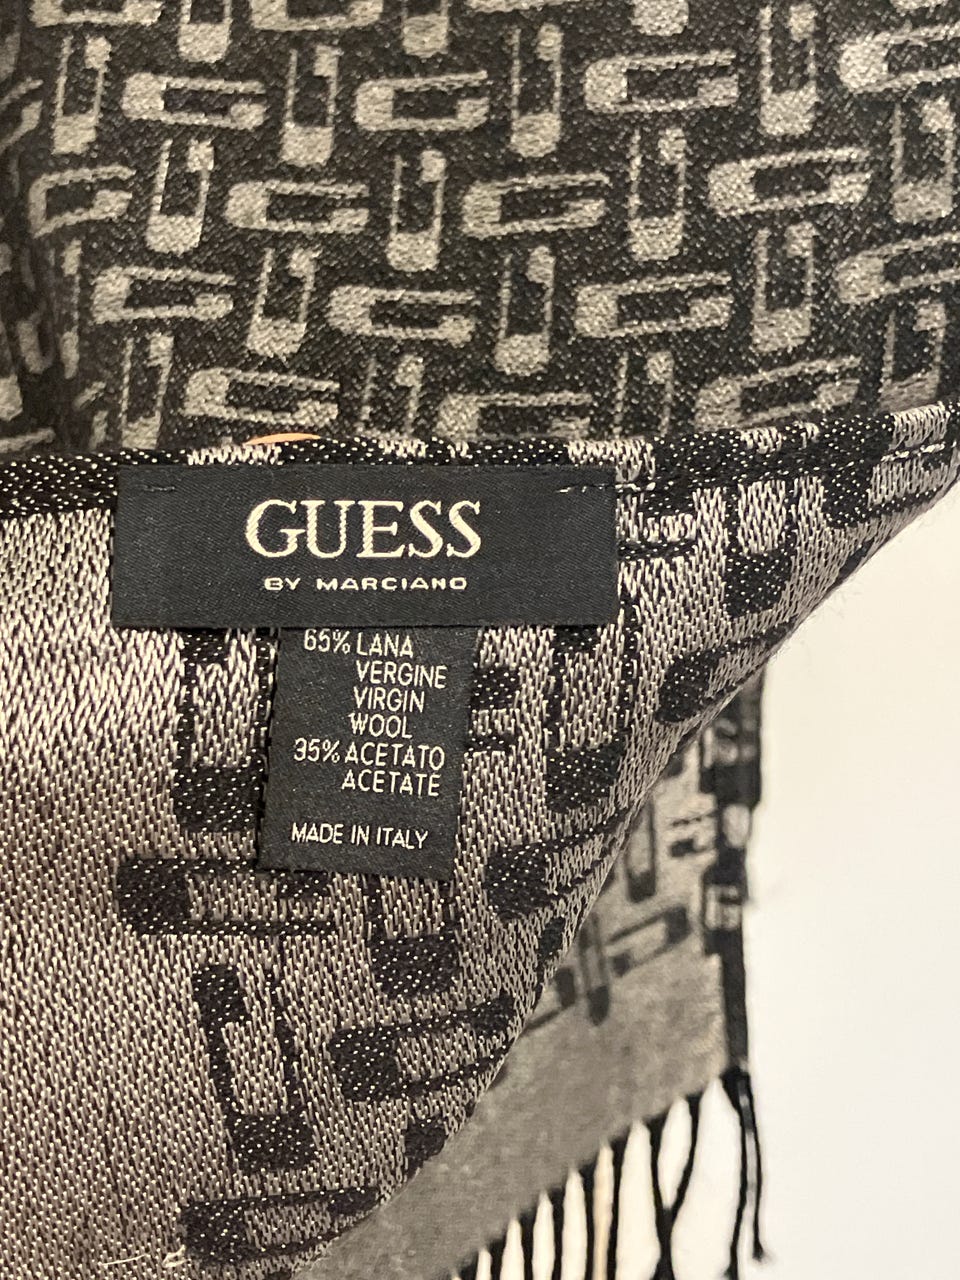 GUESS
BY MARCIANO
65% LANA
VERGINE
VIRGIN
WOOL
35% ACETATO
ACETATE
MADE IN ITALY